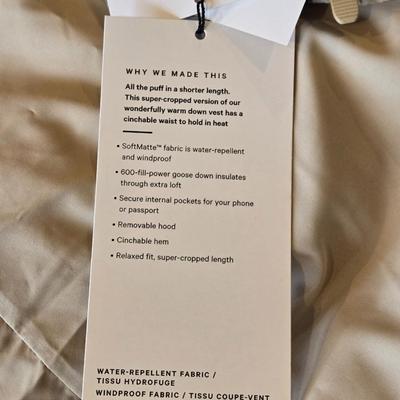 WHY WE MADE THIS
All the puff in a shorter length.
This super-cropped version of our
wonderfully warm down vest has a
cinchable waist to hold in heat
• SoftMatte™ fabric is water-repellent
and windproof
• 600-fill-power goose down insulates
through extra loft
• Secure internal pockets for your phone
or passport
• Removable hood
• Cinchable hem
• Relaxed fit, super-cropped length
WATER-REPELLENT FABRIC /
TISSU HYDROFUGE
WINDPROOF FABRIC / TISSU COUPE-VENT